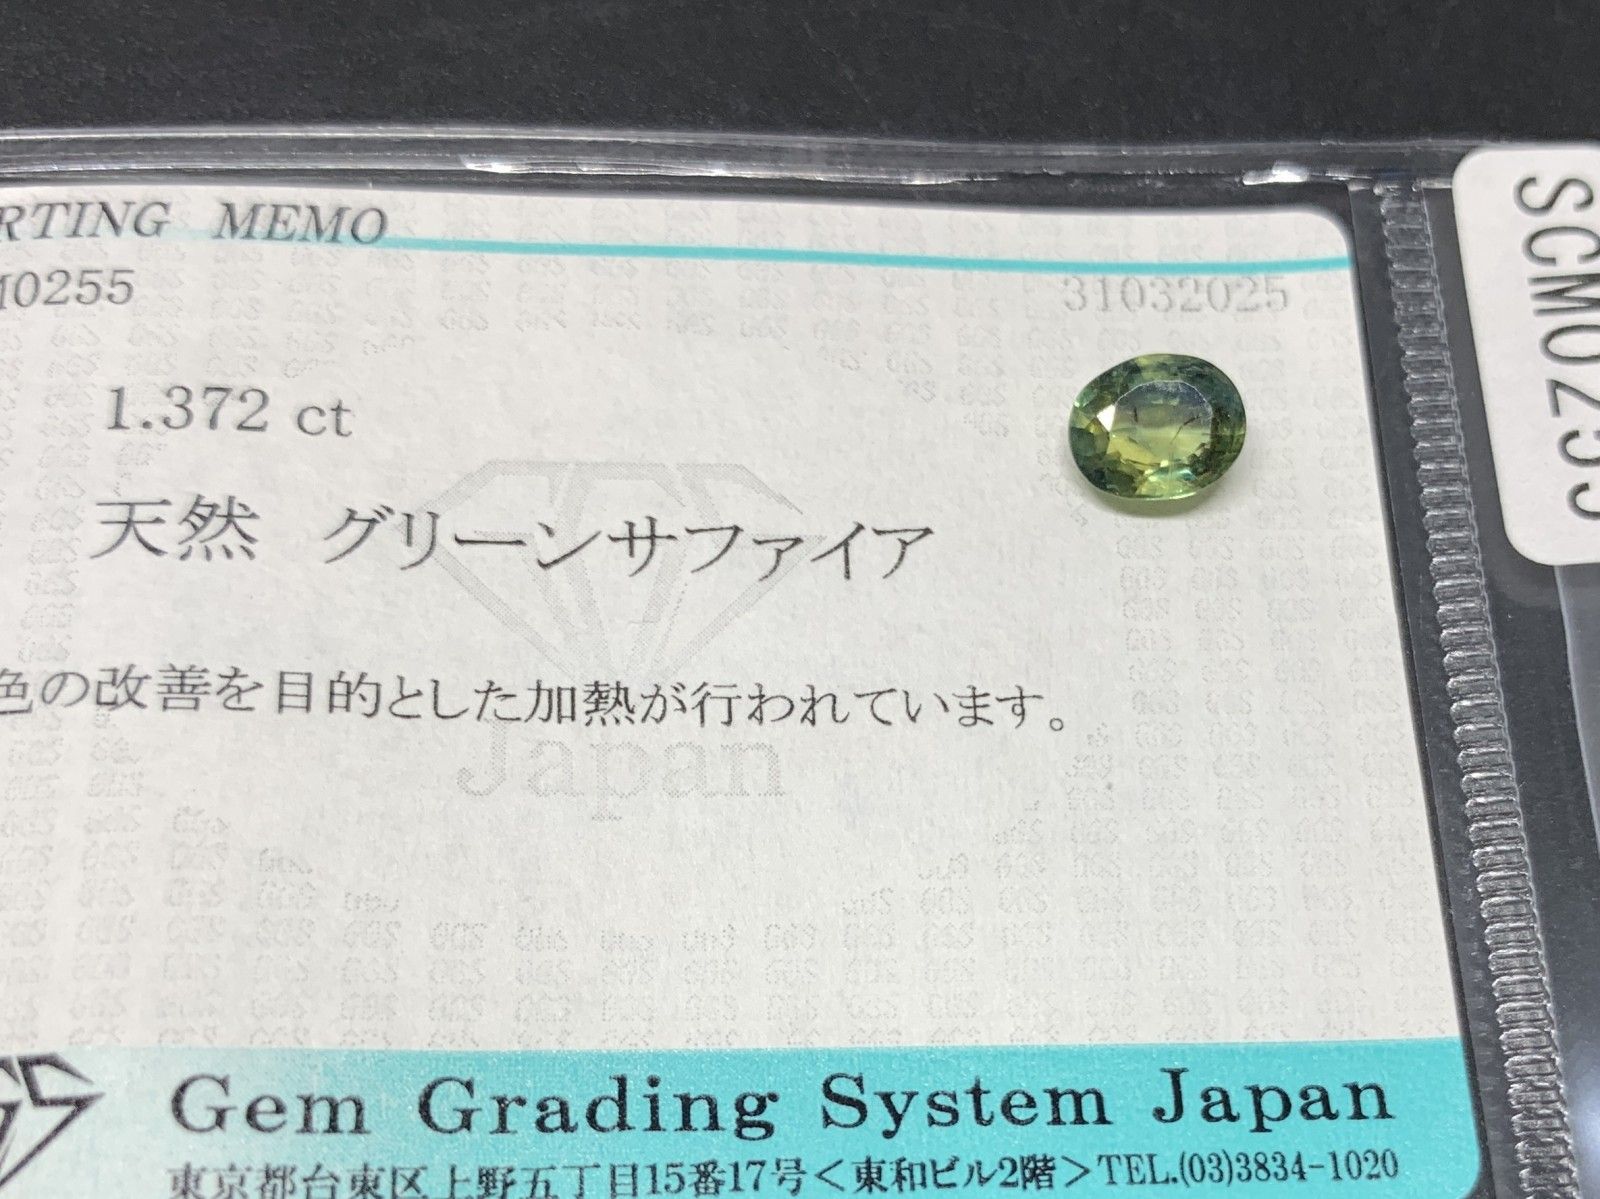 RTING MEMO
M0255
31032025
1.372 ct
天然 グリーンサファイア
色の改善を目的とした加熱が行われています。
Japan
Gem Grading System Japan
東京都台東区上野五丁目15番17号＜東和ビル2階＞TEL.(03)3834-1020
SCM0255